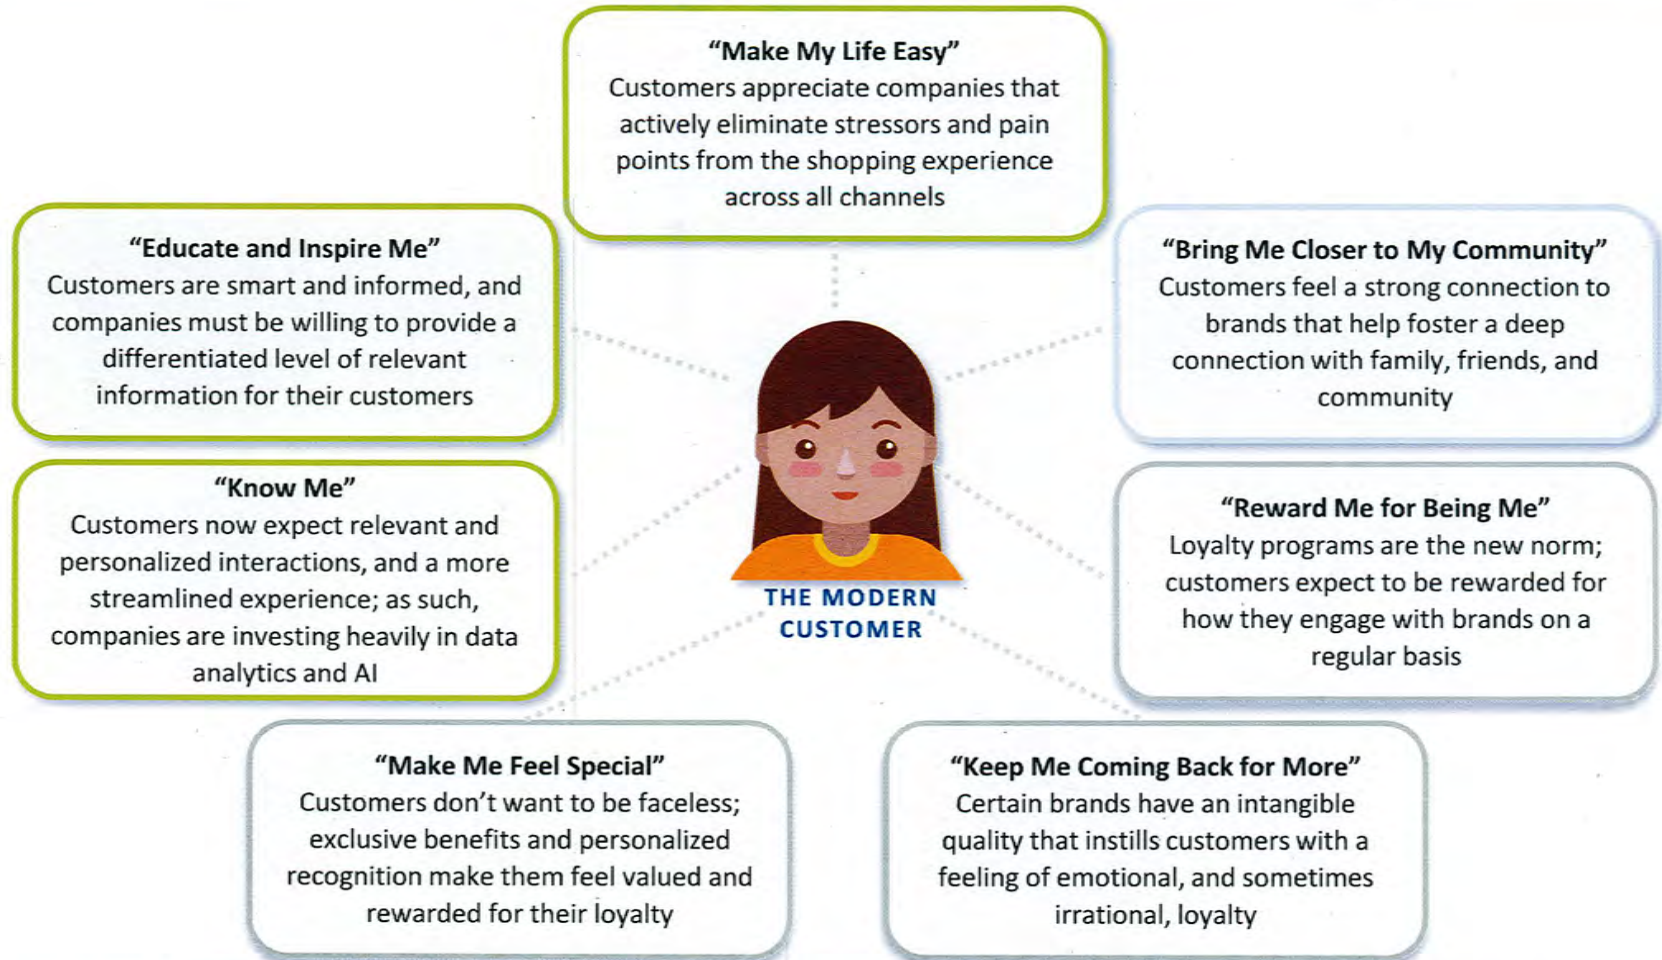 “Make My Life Easy”
Customers appreciate companies that
actively eliminate stressors and pain
points from the shopping experience
across all channels
“Educate and Inspire Me”
Customers are smart and informed, and
companies must be willing to provide a
differentiated level of relevant
information for their customers
“Bring Me Closer to My Community”
Customers feel a strong connection to
brands that help foster a deep
connection with family, friends, and
community
“Know Me”
Customers now expect relevant and
personalized interactions, and a more
streamlined experience; as such,
companies are investing heavily in data
analytics and AI
“Reward Me for Being Me”
Loyalty programs are the new norm;
customers expect to be rewarded for
how they engage with brands on a
regular basis
THE MODERN
CUSTOMER
“Make Me Feel Special”
Customers don’t want to be faceless;
exclusive benefits and personalized
recognition make them feel valued and
rewarded for their loyalty
“Keep Me Coming Back for More”
Certain brands have an intangible
quality that instills customers with a
feeling of emotional, and sometimes
irrational, loyalty